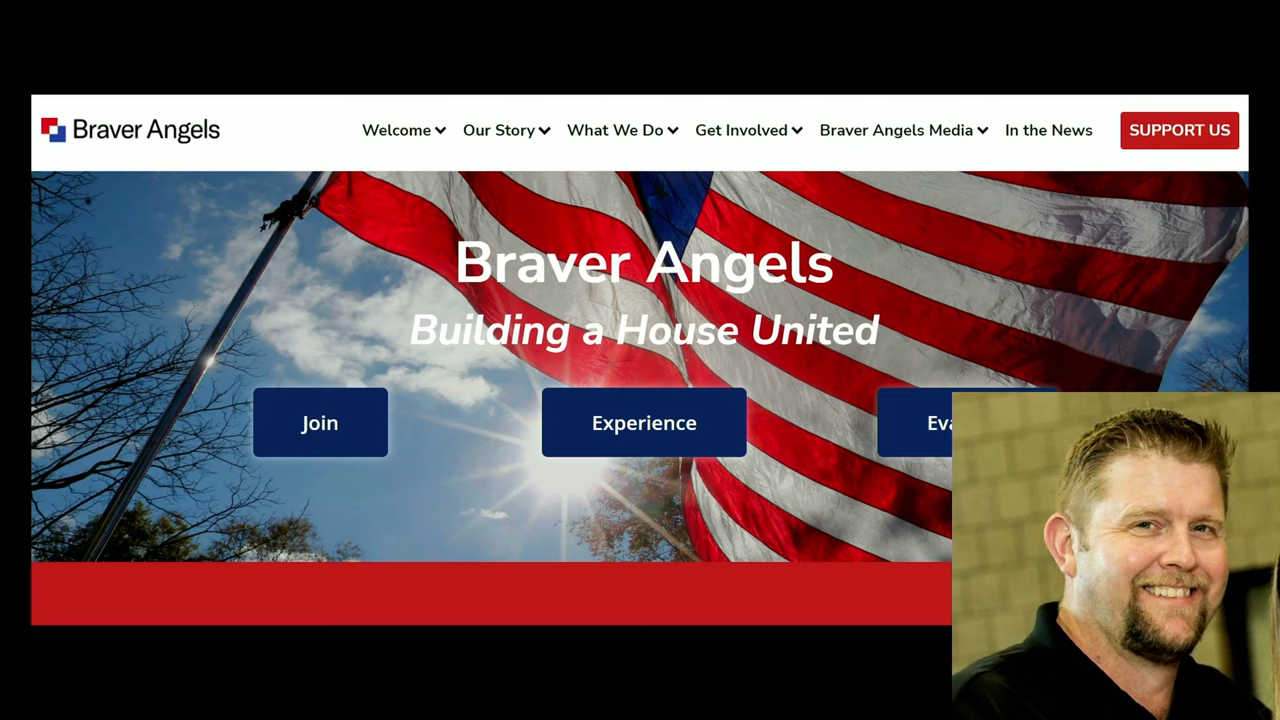 Braver Angels
Welcome Our Story What We Do Get Involved Braver Angels Media In the News SUPPORT US
Braver Angels
Building a House United
Join Experience Eva